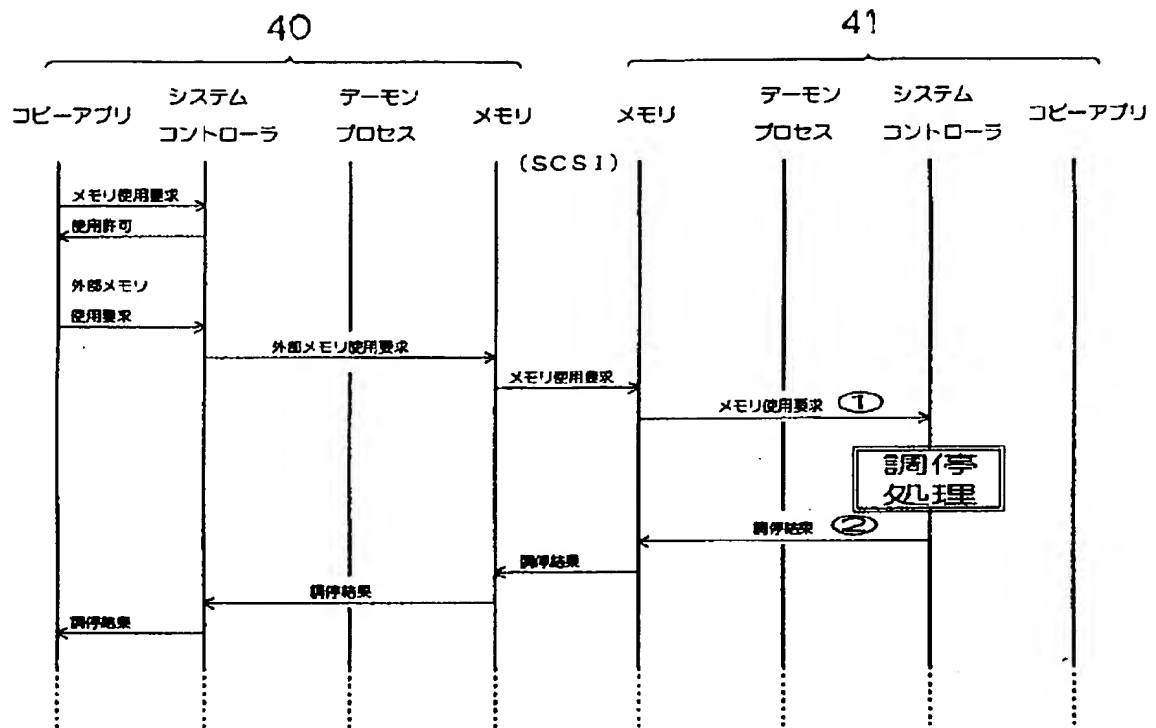 40
41
コピーアプリ
システム
コントローラ
デーモン
プロセス
メモリ
メモリ
デーモン
プロセス
システム
コントローラ
コピーアプリ
(SCSI)
メモリ使用要求
使用許可
外部メモリ
使用要求
外部メモリ使用要求
メモリ使用要求
メモリ使用要求 ①
調停
処理
調停結果 ②
調停結果
調停結果
調停結果